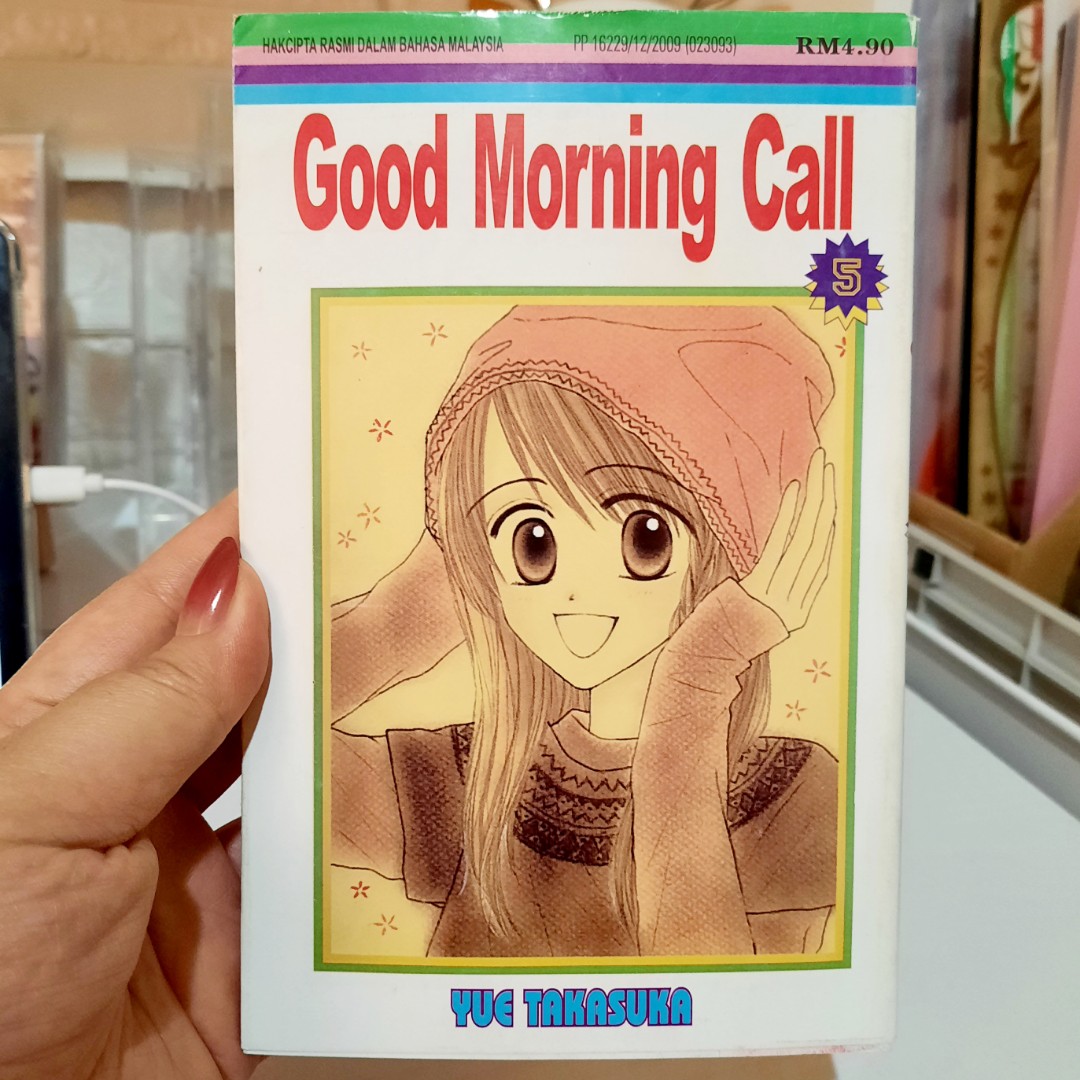 HAKCIPTA RASMI DALAM BAHASA MALAYSIA PP 16229/12/2009 (023093) RM4.90
Good Morning Call
5
YUE TAKASUKA